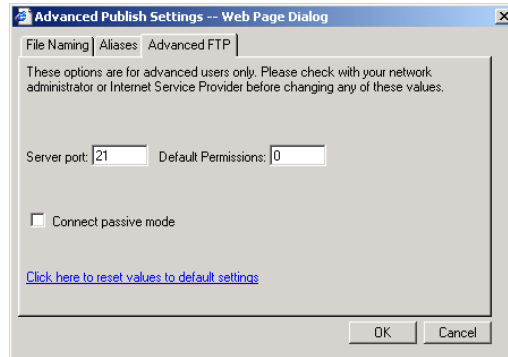 Advanced Publish Settings -- Web Page Dialog
File Naming Aliases Advanced FTP
These options are for advanced users only. Please check with your network
administrator or Internet Service Provider before changing any of these values.
Server port: 21 Default Permissions: 0
Connect passive mode
Click here to reset values to default settings
OK Cancel